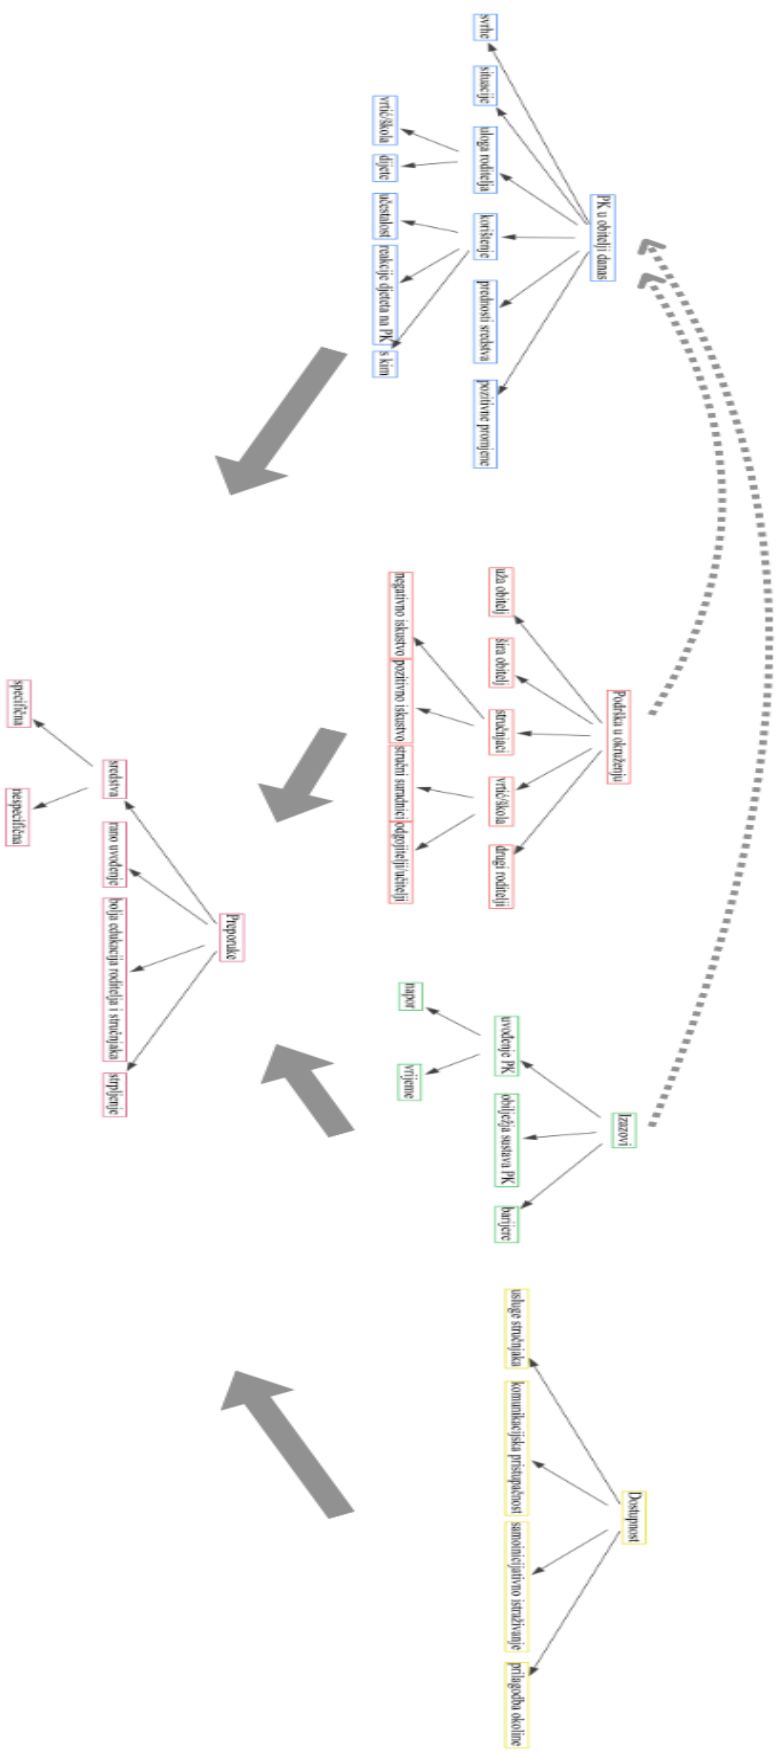 PK u obitelji danas
Podrška u okruženju
Izazovi
Dostupnost
svrhe
situacije
uloga roditelja
korištenje
prednosti sredstva
pozitivne promjene
uža obitelj
šira obitelj
stručnjaci
vrtić/škola
drugi roditelji
uvođenje PK
obilježja sustava PK
barijere
usluge stručnjaka
komunikacijska pristupačnost
samoinicijativno istraživanje
prilagodba okoline
vrtić/škola
dijete
učestalost
reakcije djeteta na PK
s kim
negativno iskustvo
pozitivno iskustvo
stručni suradnici
odgojitelji/učitelji
napor
vrijeme
Preporuke
sredstva
rano uvođenje
bolja edukacija roditelja i stručnjaka
strpljenje
specifična
nespecifična